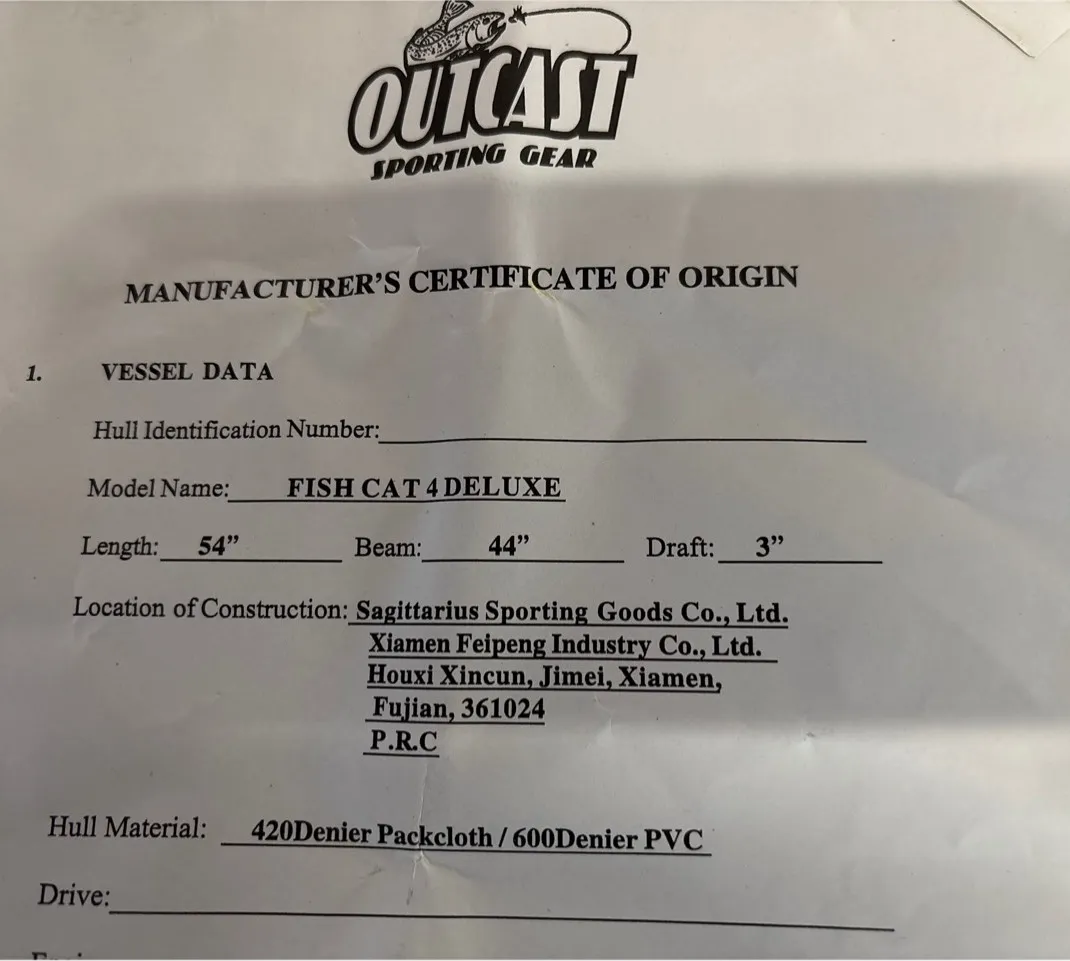 OUTCAST
SPORTING GEAR
MANUFACTURER’S CERTIFICATE OF ORIGIN
1. VESSEL DATA
Hull Identification Number:
Model Name: FISH CAT 4 DELUXE
Length: 54” Beam: 44” Draft: 3”
Location of Construction: Sagittarius Sporting Goods Co., Ltd.
Xiamen Feipeng Industry Co., Ltd.
Houxi Xincun, Jimei, Xiamen,
Fujian, 361024
P.R.C
Hull Material: 420Denier Packcloth / 600Denier PVC
Drive: